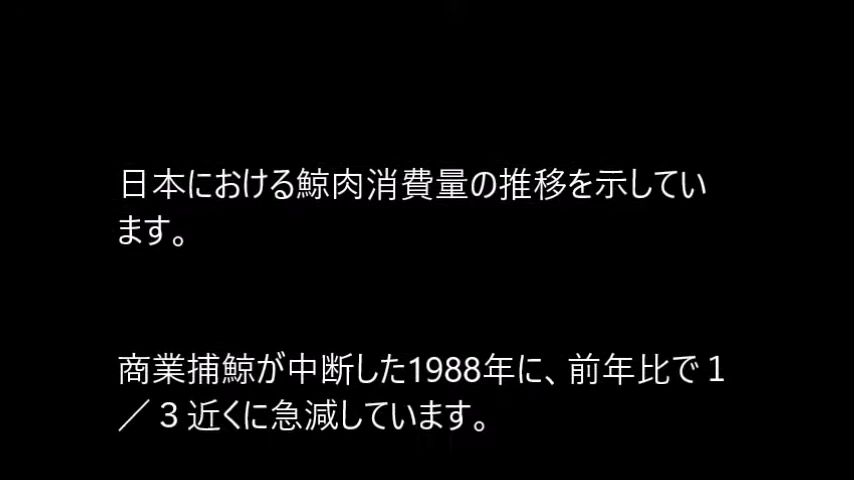 日本における鯨肉消費量の推移を示してい
ます。
商業捕鯨が中断した1988年に、前年比で１
／３近くに急減しています。